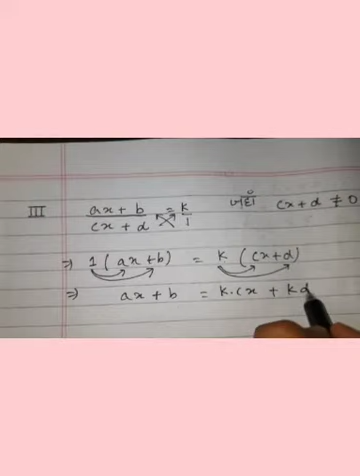 III (ax + b)/(cx + d) = k/1 जहाँ cx + d ≠ 0
⇒ 1 (ax + b) = k (cx + d)
⇒ ax + b = k.cx + kd